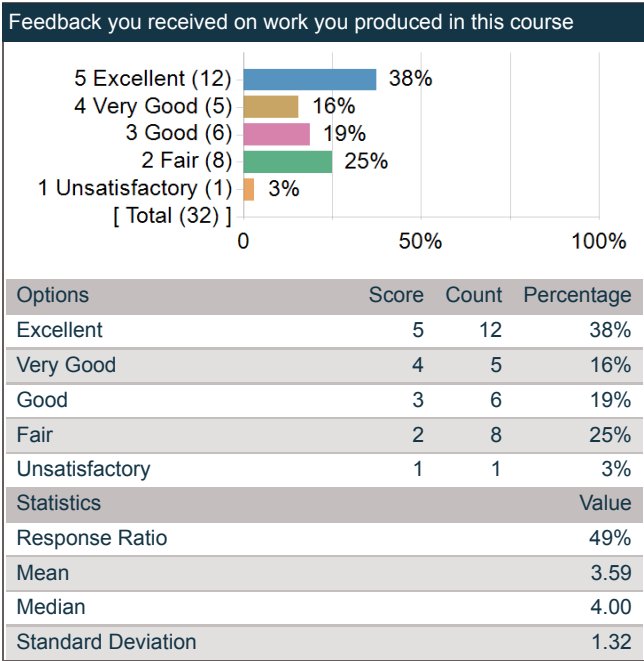 Feedback you received on work you produced in this course
5 Excellent (12) 38%
4 Very Good (5) 16%
3 Good (6) 19%
2 Fair (8) 25%
1 Unsatisfactory (1) 3%
[ Total (32) ]
0 50% 100%
Options Score Count Percentage
Excellent 5 12 38%
Very Good 4 5 16%
Good 3 6 19%
Fair 2 8 25%
Unsatisfactory 1 1 3%
Statistics Value
Response Ratio 49%
Mean 3.59
Median 4.00
Standard Deviation 1.32